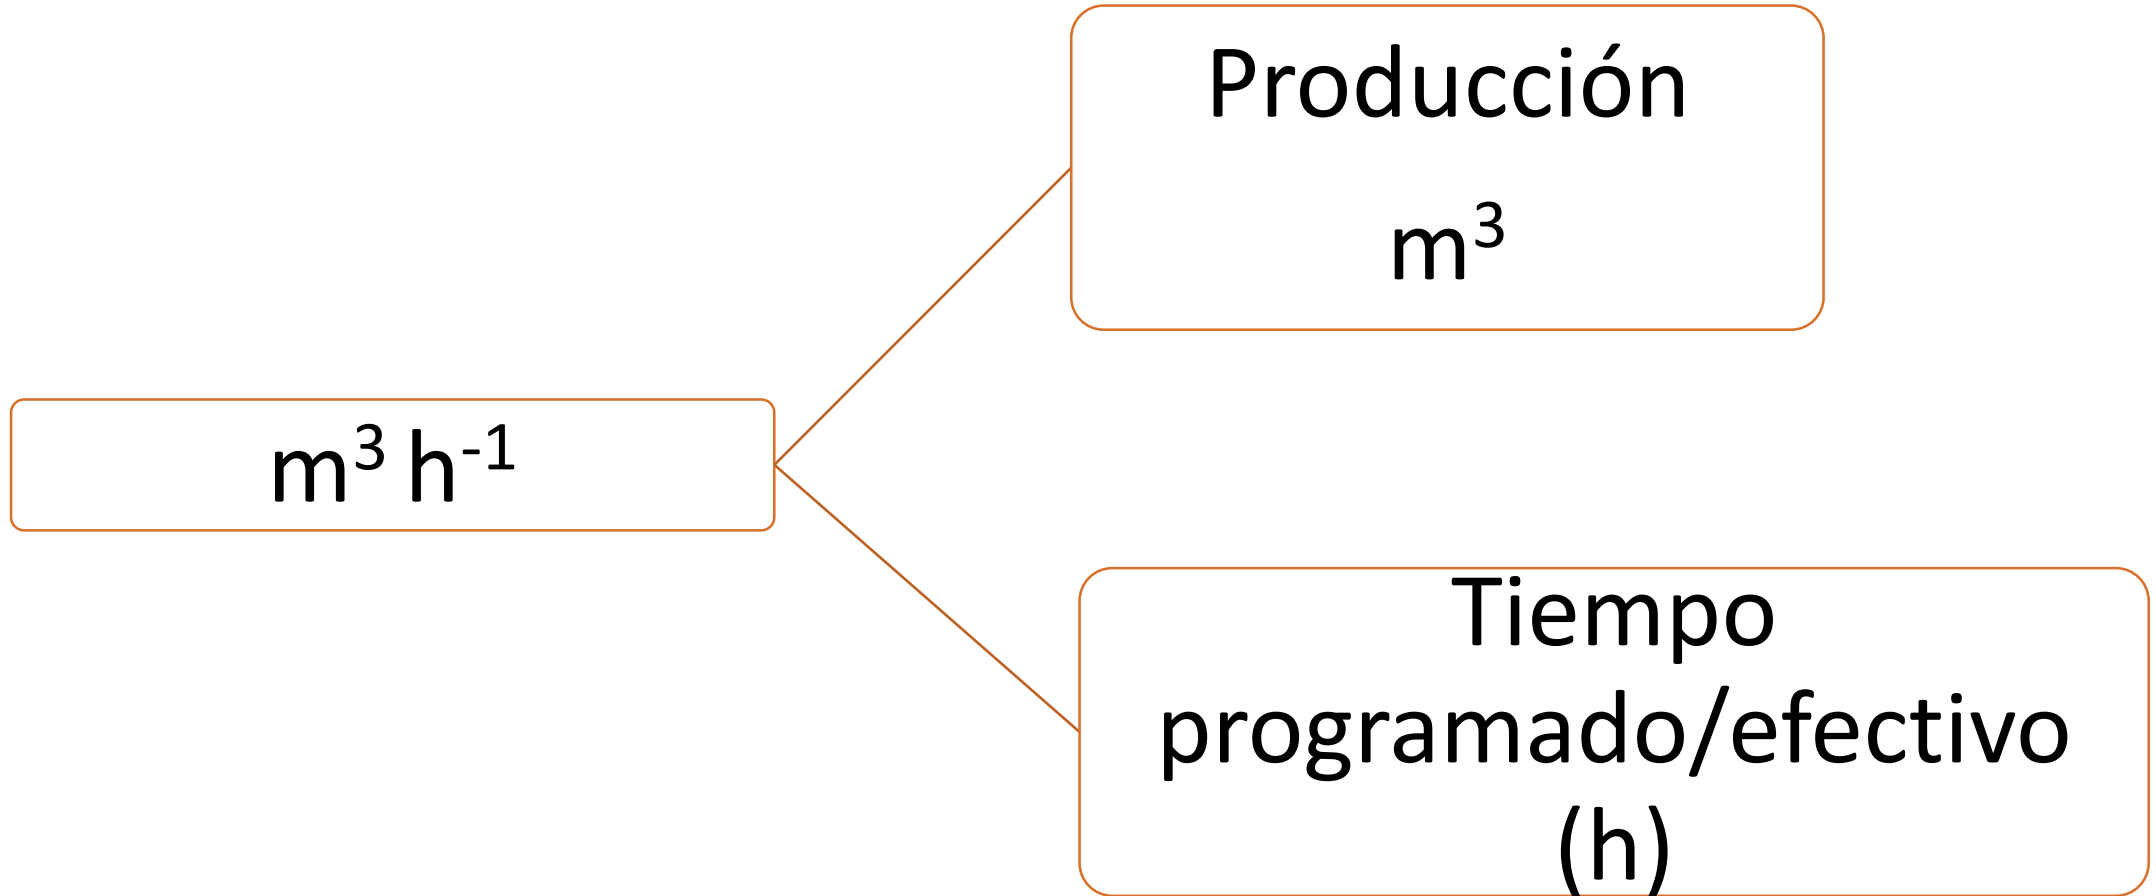 Producción
m³
m³ h⁻¹
Tiempo
programado/efectivo
(h)